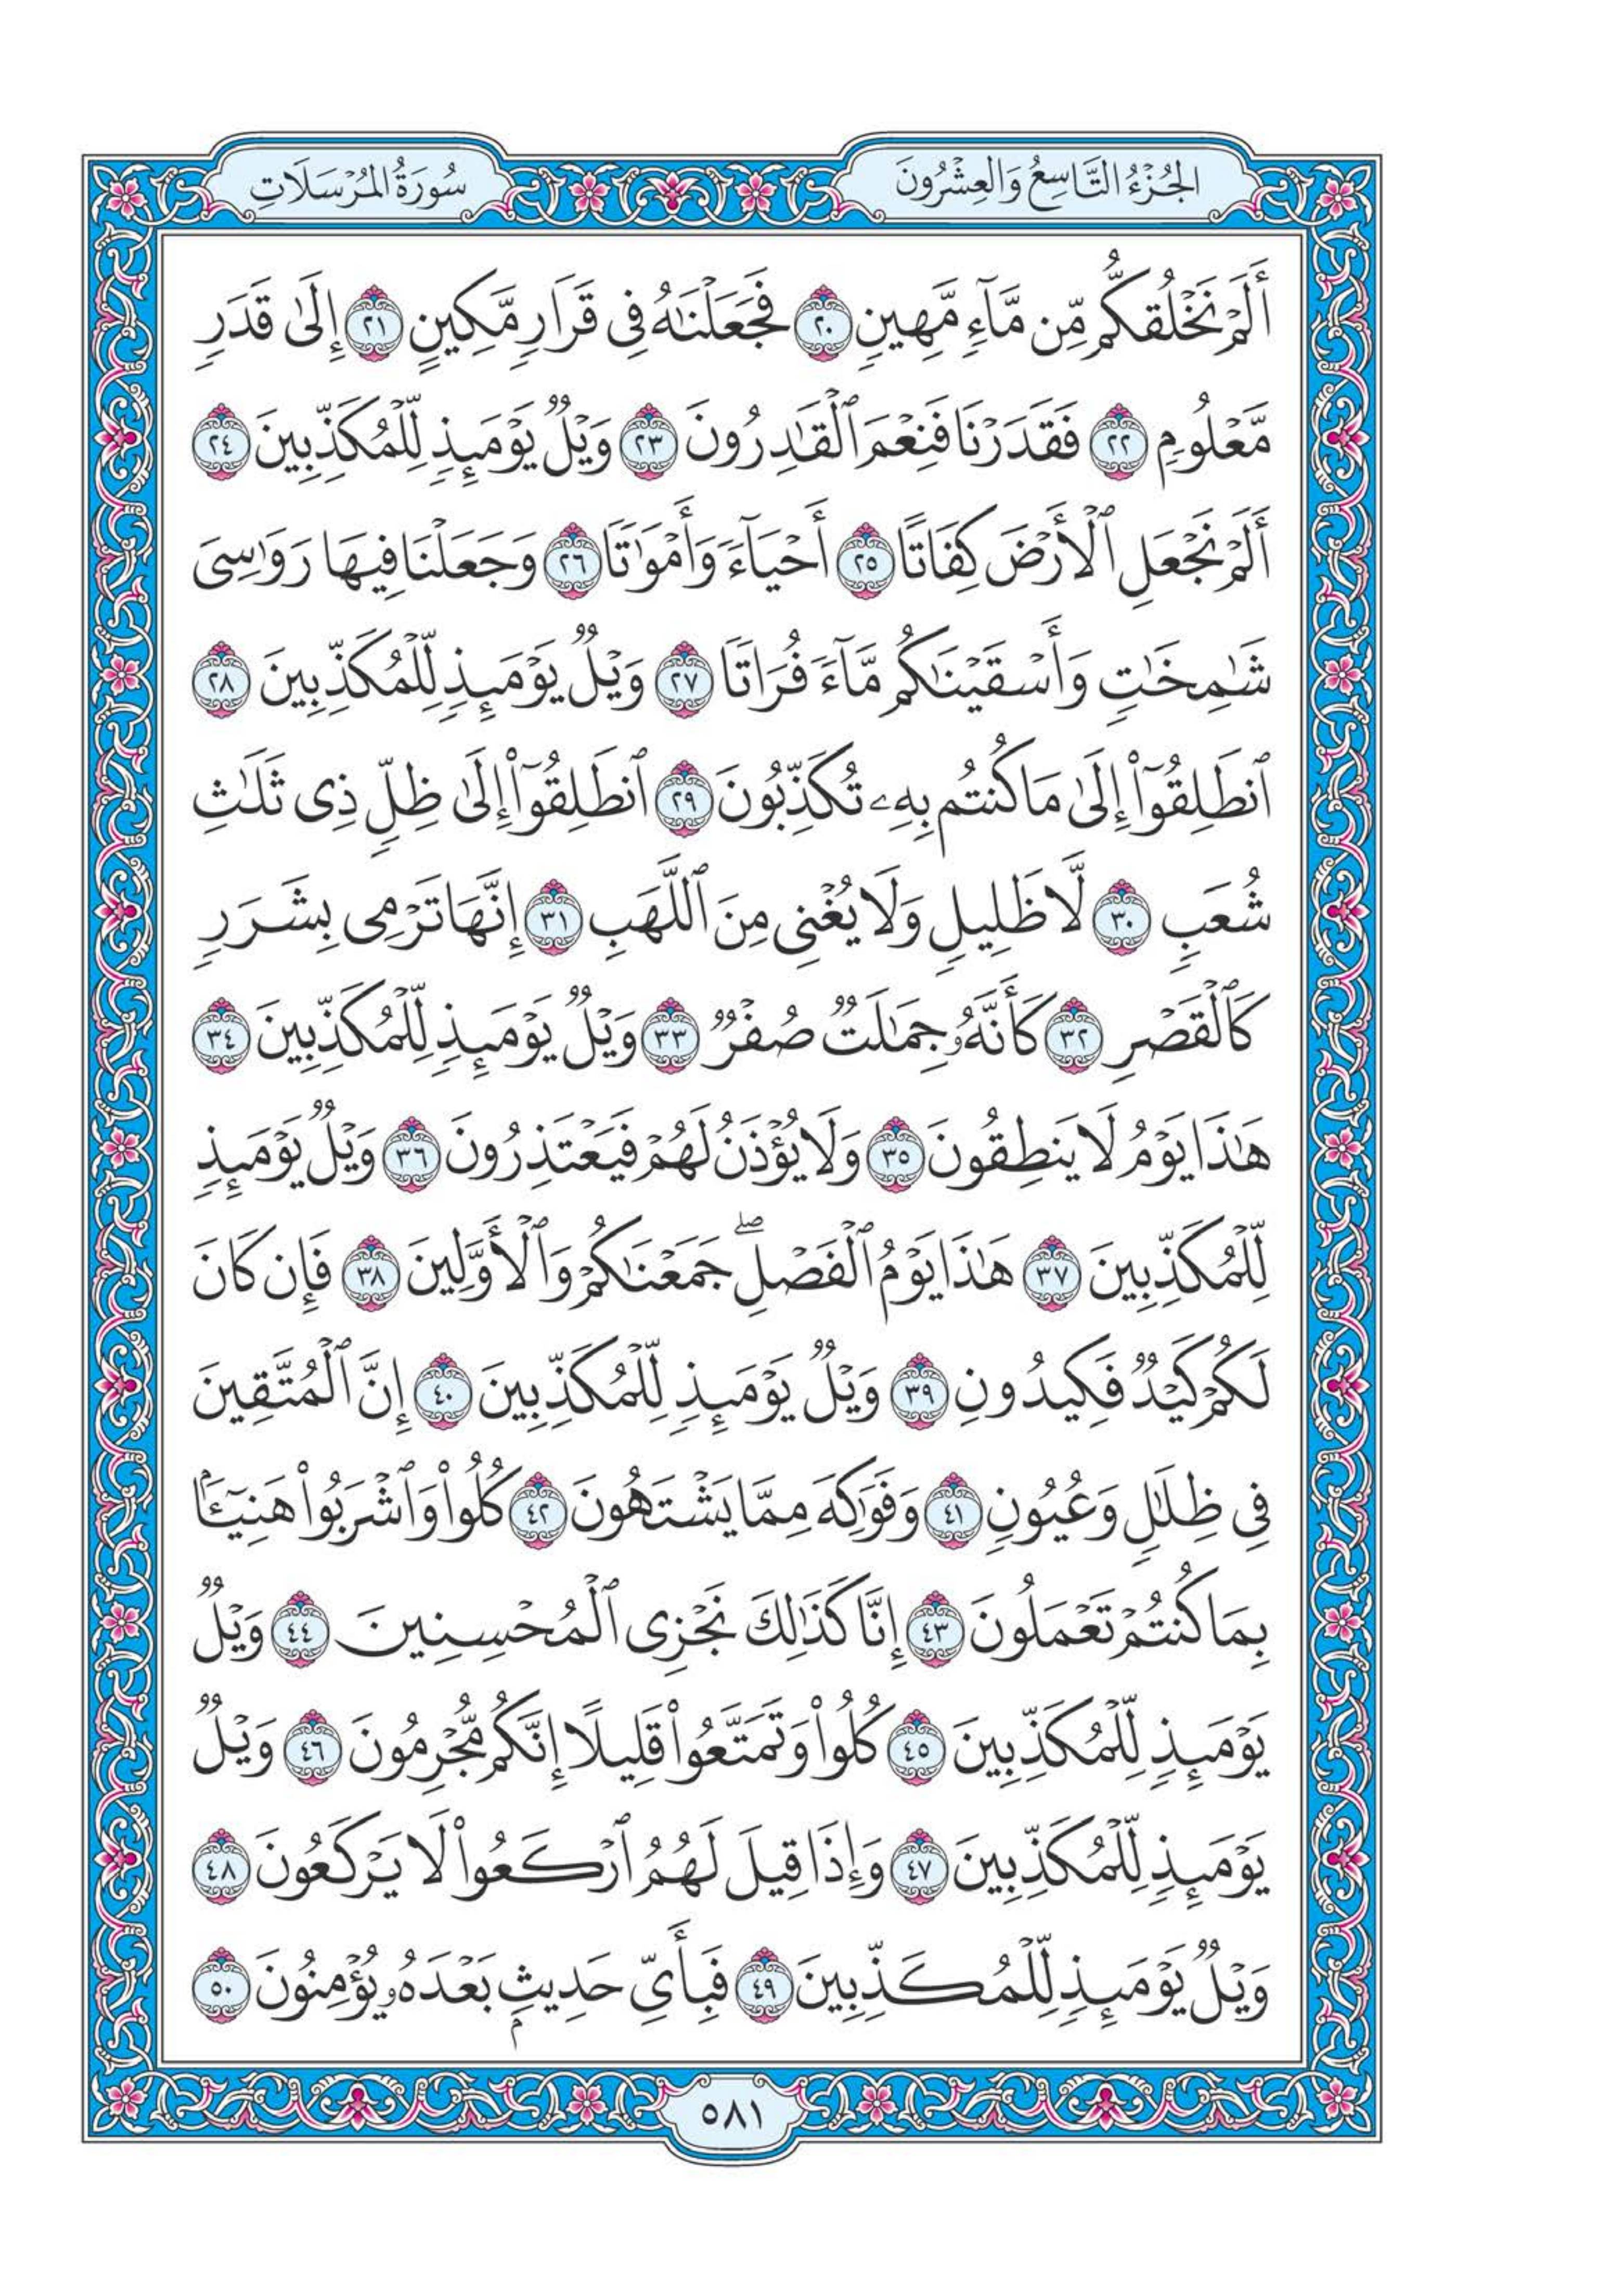 الجُزْءُ التَّاسِعُ وَالعِشْرُونَ
سُورَةُ المُرْسَلَاتِ
أَلَمْ نَخْلُقكُّم مِّن مَّآءٖ مَّهِينٖ ٢٠ فَجَعَلْنَٰهُ فِى قَرَارٖ مَّكِينٍ ٢١ إِلَىٰ قَدَرٖ
مَّعْلُومٖ ٢٢ فَقَدَرْنَا فَنِعْمَ ٱلْقَٰدِرُونَ ٢٣ وَيْلٌ يَوْمَئِذٖ لِّلْمُكَذِّبِينَ ٢٤
أَلَمْ نَجْعَلِ ٱلْأَرْضَ كِفَاتًا ٢٥ أَحْيَآءٗ وَأَمْوَٰتٗا ٢٦ وَجَعَلْنَا فِيهَا رَوَٰسِىَ
شَٰمِخَٰتٖ وَأَسْقَيْنَٰكُم مَّآءٗ فُرَاتٗا ٢٧ وَيْلٌ يَوْمَئِذٖ لِّلْمُكَذِّبِينَ ٢٨
ٱنطَلِقُوٓا۟ إِلَىٰ مَا كُنتُم بِهِۦ تُكَذِّبُونَ ٢٩ ٱنطَلِقُوٓا۟ إِلَىٰ ظِلّٖ ذِى ثَلَٰثِ
شُعَبٖ ٣٠ لَّا ظَلِيلٖ وَلَا يُغْنِى مِنَ ٱللَّهَبِ ٣١ إِنَّهَا تَرْمِى بِشَرَرٖ
كَٱلْقَصْرِ ٣٢ كَأَنَّهُۥ جِمَٰلَتٌ صُفْرٌ ٣٣ وَيْلٌ يَوْمَئِذٖ لِّلْمُكَذِّبِينَ ٣٤
هَٰذَا يَوْمُ لَا يَنطِقُونَ ٣٥ وَلَا يُؤْذَنُ لَهُمْ فَيَعْتَذِرُونَ ٣٦ وَيْلٌ يَوْمَئِذٖ
لِّلْمُكَذِّبِينَ ٣٧ هَٰذَا يَوْمُ ٱلْفَصْلِۖ جَمَعْنَٰكُمْ وَٱلْأَوَّلِينَ ٣٨ فَإِن كَانَ
لَكُمْ كَيْدٌ فَكِيدُونِ ٣٩ وَيْلٌ يَوْمَئِذٖ لِّلْمُكَذِّبِينَ ٤٠ إِنَّ ٱلْمُتَّقِينَ
فِى ظِلَٰلٖ وَعُيُونٖ ٤١ وَفَوَٰكِهَ مِمَّا يَشْتَهُونَ ٤٢ كُلُوا۟ وَٱشْرَبُوا۟ هَنِيٓـَٔۢا
بِمَا كُنتُمْ تَعْمَلُونَ ٤٣ إِنَّا كَذَٰلِكَ نَجْزِى ٱلْمُحْسِنِينَ ٤٤ وَيْلٌ
يَوْمَئِذٖ لِّلْمُكَذِّبِينَ ٤٥ كُلُوا۟ وَتَمَتَّعُوا۟ قَلِيلًا إِنَّكُم مُّجْرِمُونَ ٤٦ وَيْلٌ
يَوْمَئِذٖ لِّلْمُكَذِّبِينَ ٤٧ وَإِذَا قِيلَ لَهُمُ ٱرْكَعُوا۟ لَا يَرْكَعُونَ ٤٨
وَيْلٌ يَوْمَئِذٖ لِّلْمُكَذِّبِينَ ٤٩ فَبِأَىِّ حَدِيثِۭ بَعْدَهُۥ يُؤْمِنُونَ ٥٠
٥٨١